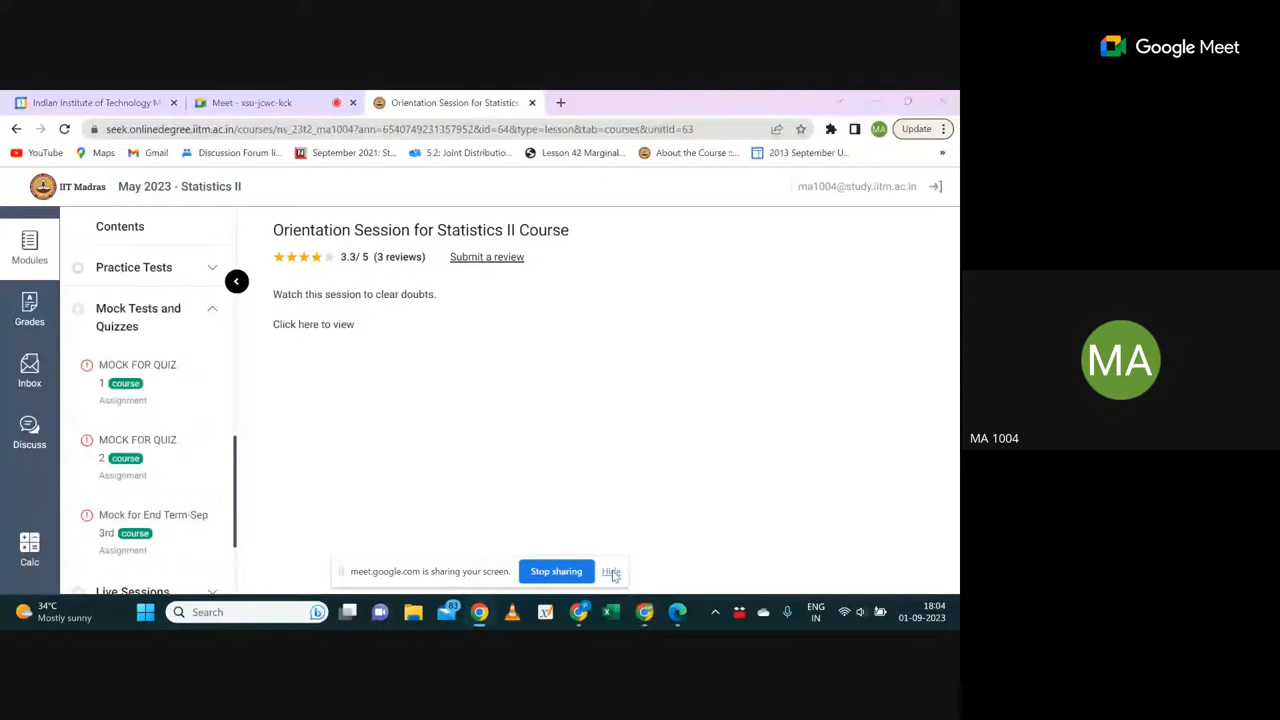 Google Meet
Indian Institute of Technology M
Meet - xsu-jcwc-kck
Orientation Session for Statistics
seek.onlinedegree.iitm.ac.in/courses/ns_23t2_ma1004?ann=6540749231357952&id=64&type=lesson&tab=courses&unitId=63
MA
Update
YouTube
Maps
Gmail
Discussion Forum li...
September 2021: St...
5.2: Joint Distributio...
Lesson 42 Marginal...
About the Course ::...
2013 September U...
»
IIT Madras
May 2023 - Statistics II
ma1004@study.iitm.ac.in
Modules
Grades
Inbox
Discuss
Calc
Contents
Practice Tests
Mock Tests and
Quizzes
MOCK FOR QUIZ
1 course
Assignment
MOCK FOR QUIZ
2 course
Assignment
Mock for End Term-Sep
3rd course
Assignment
Live Sessions
Orientation Session for Statistics II Course
3.3/ 5 (3 reviews) Submit a review
Watch this session to clear doubts.
Click here to view
meet.google.com is sharing your screen.
Stop sharing
Hide
MA
MA 1004
34°C
Mostly sunny
Search
83
ENG
IN
18:04
01-09-2023